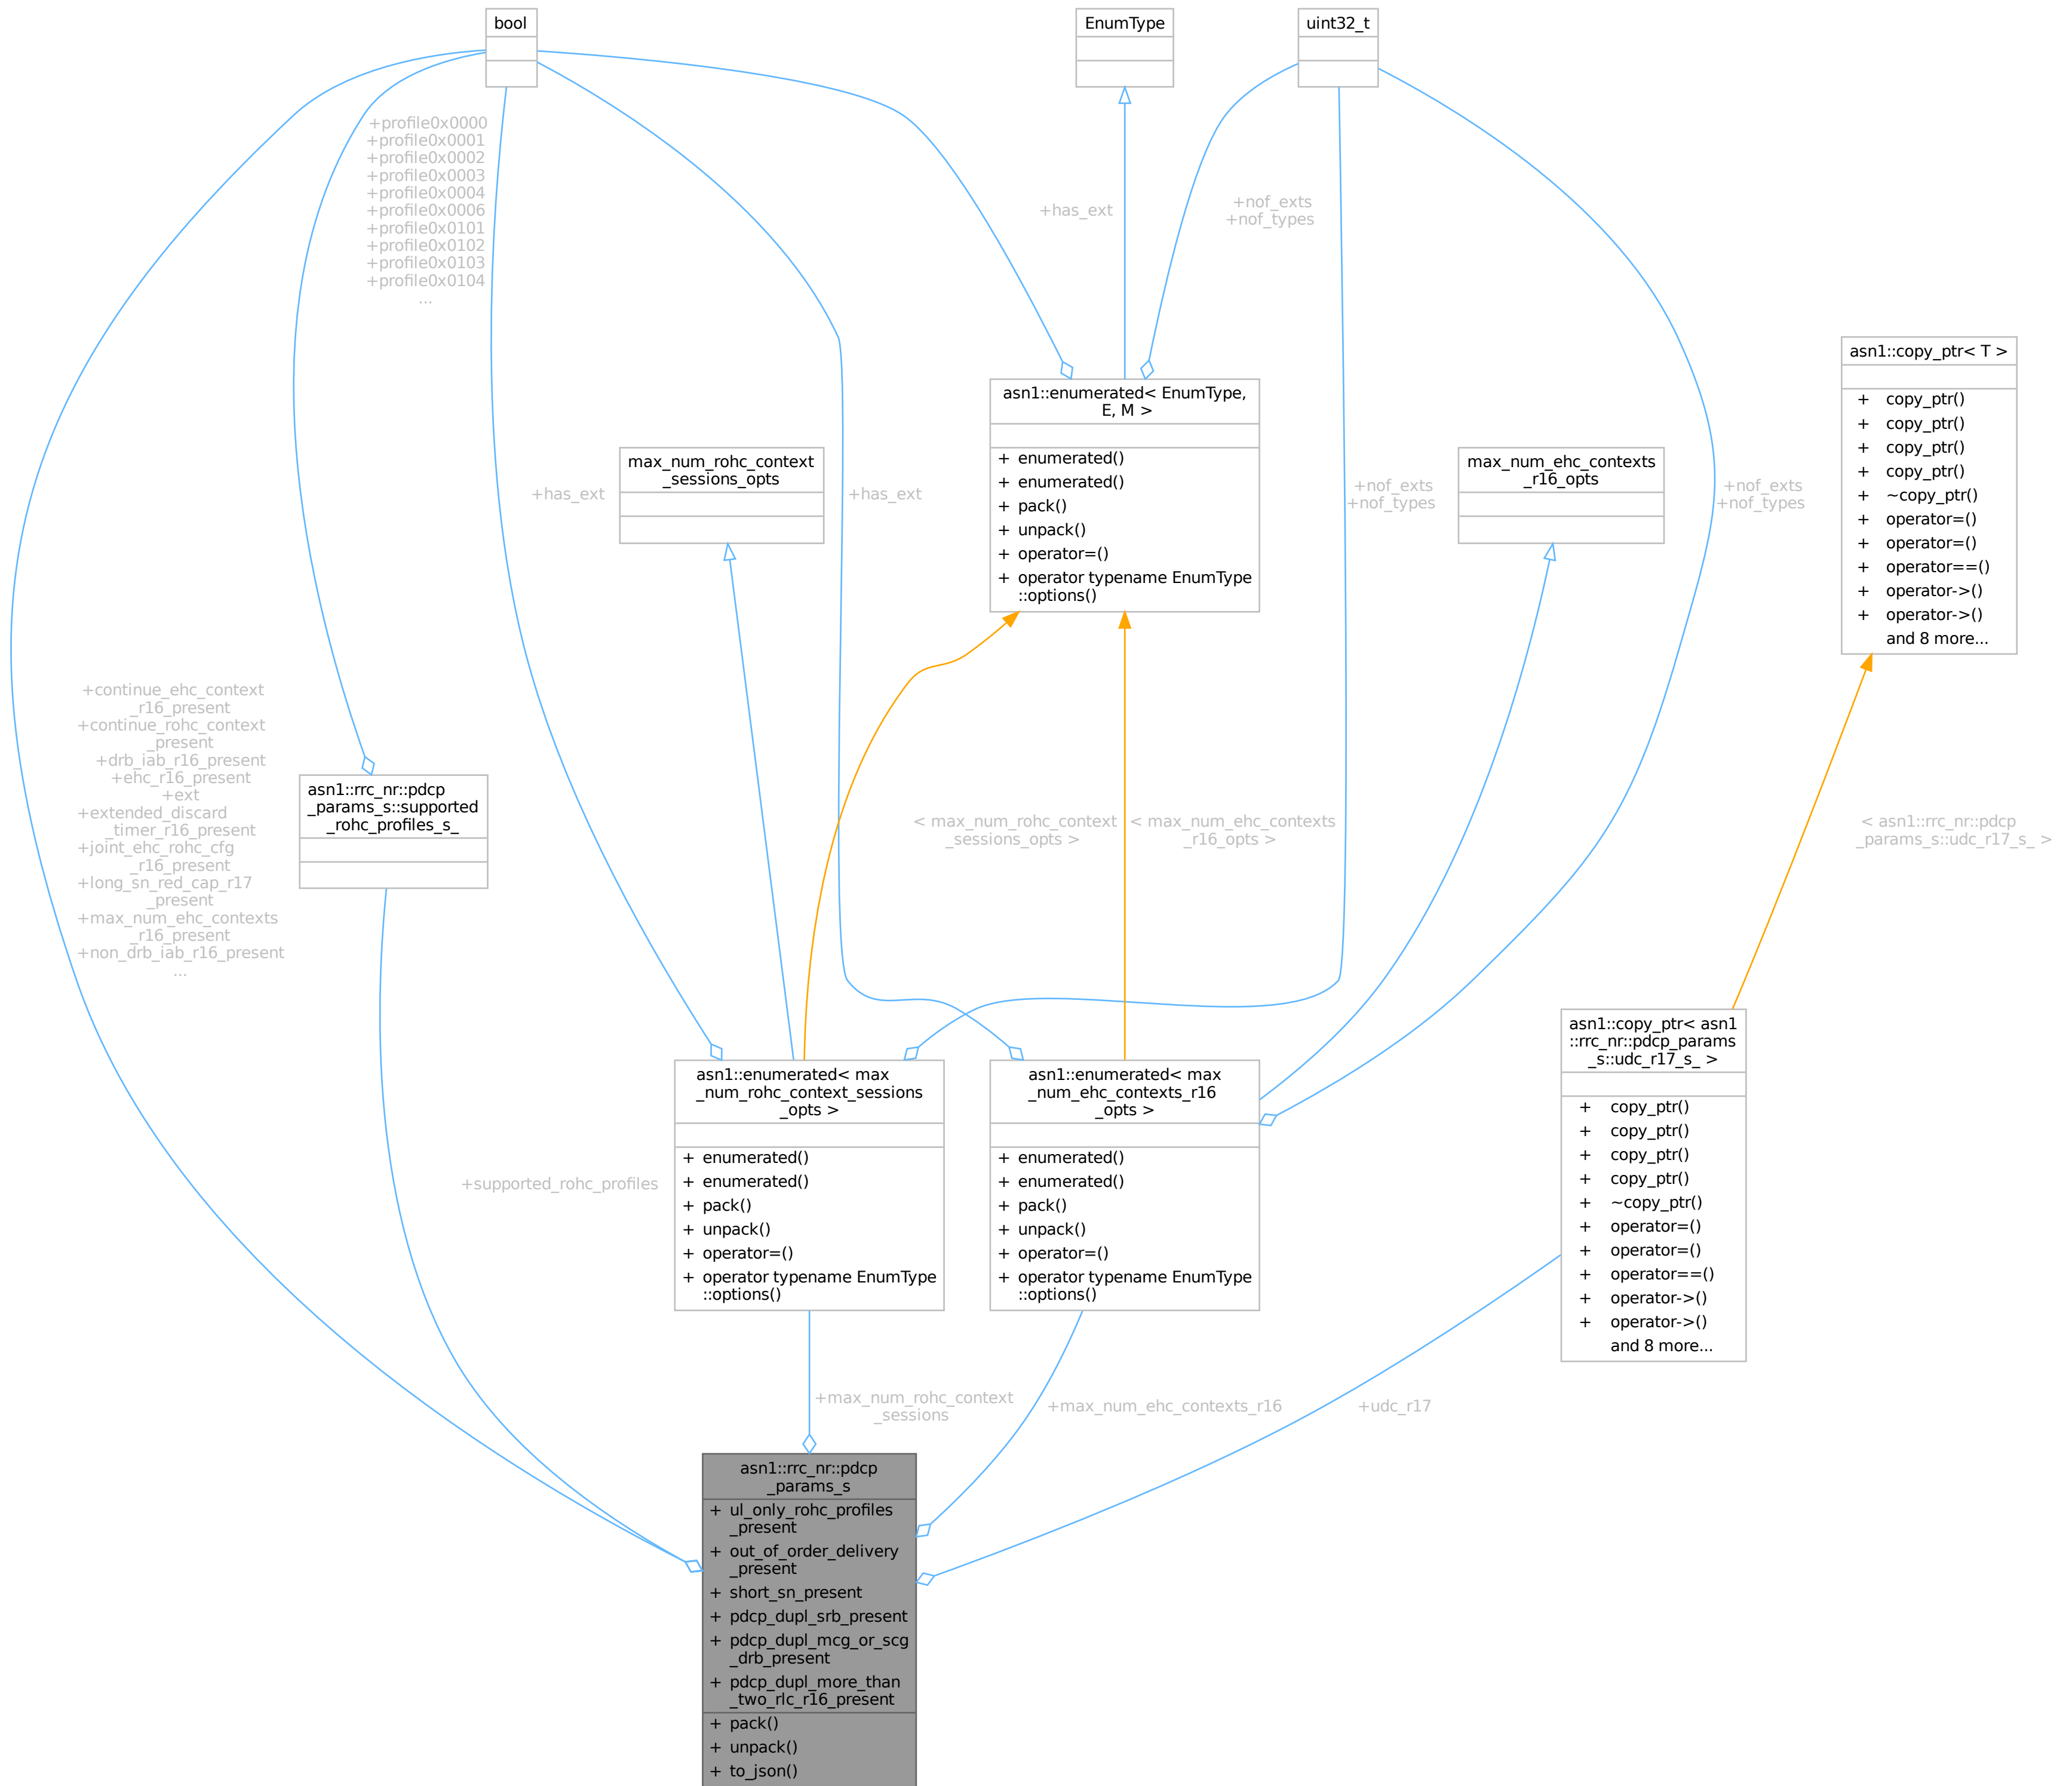 bool
EnumType
uint32_t
+profile0x0000
+profile0x0001
+profile0x0002
+profile0x0003
+profile0x0004
+profile0x0006
+profile0x0101
+profile0x0102
+profile0x0103
+profile0x0104
...
+has_ext
+nof_exts
+nof_types
asn1::copy_ptr< T >
+ copy_ptr()
+ copy_ptr()
+ copy_ptr()
+ copy_ptr()
+ ~copy_ptr()
+ operator=()
+ operator=()
+ operator==()
+ operator->()
+ operator->()
and 8 more...
asn1::enumerated< EnumType,
E, M >
+ enumerated()
+ enumerated()
+ pack()
+ unpack()
+ operator=()
+ operator typename EnumType
::options()
max_num_rohc_context
_sessions_opts
max_num_ehc_contexts
_r16_opts
+has_ext
+has_ext
+nof_exts
+nof_types
+nof_exts
+nof_types
+continue_ehc_context
_r16_present
+continue_rohc_context
_present
+drb_iab_r16_present
+ehc_r16_present
+ext
+extended_discard
_timer_r16_present
+joint_ehc_rohc_cfg
_r16_present
+long_sn_red_cap_r17
_present
+max_num_ehc_contexts
_r16_present
+non_drb_iab_r16_present
...
asn1::rrc_nr::pdcp
_params_s::supported
_rohc_profiles_s_
< max_num_rohc_context
_sessions_opts >
< max_num_ehc_contexts
_r16_opts >
< asn1::rrc_nr::pdcp
_params_s::udc_r17_s_ >
+supported_rohc_profiles
asn1::enumerated< max
_num_rohc_context_sessions
_opts >
+ enumerated()
+ enumerated()
+ pack()
+ unpack()
+ operator=()
+ operator typename EnumType
::options()
asn1::enumerated< max
_num_ehc_contexts_r16
_opts >
+ enumerated()
+ enumerated()
+ pack()
+ unpack()
+ operator=()
+ operator typename EnumType
::options()
asn1::copy_ptr< asn1
::rrc_nr::pdcp_params
_s::udc_r17_s_ >
+ copy_ptr()
+ copy_ptr()
+ copy_ptr()
+ copy_ptr()
+ ~copy_ptr()
+ operator=()
+ operator=()
+ operator==()
+ operator->()
+ operator->()
and 8 more...
+max_num_rohc_context
_sessions
+max_num_ehc_contexts_r16
+udc_r17
asn1::rrc_nr::pdcp
_params_s
+ ul_only_rohc_profiles
_present
+ out_of_order_delivery
_present
+ short_sn_present
+ pdcp_dupl_srb_present
+ pdcp_dupl_mcg_or_scg
_drb_present
+ pdcp_dupl_more_than
_two_rlc_r16_present
+ pack()
+ unpack()
+ to_json()